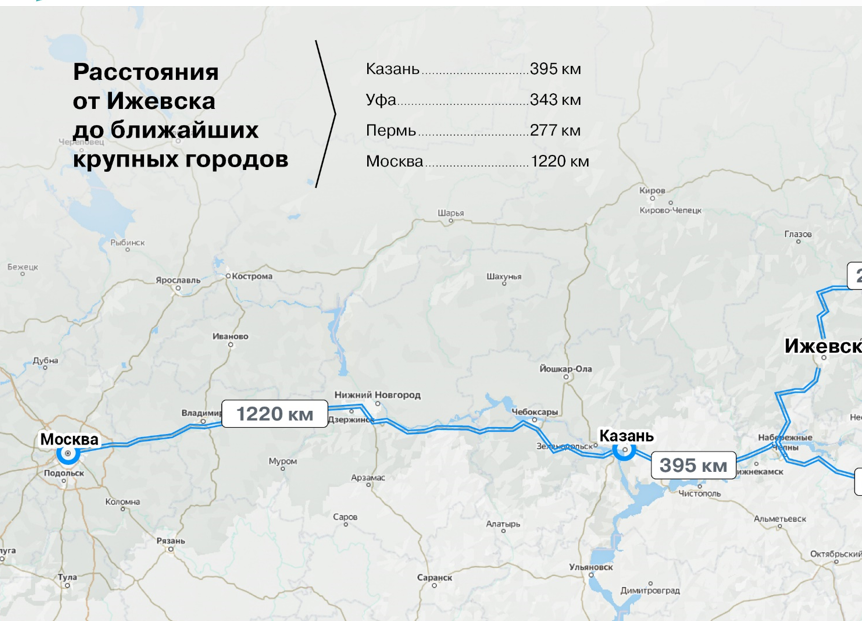 Расстояния
от Ижевска
до ближайших
крупных городов
Казань 395 км
Уфа 343 км
Пермь 277 км
Москва 1220 км
Череповец
Киров
Кирово-Чепецк
Шарья
Глазов
Рыбинск
Бежецк
Ярославль
Кострома
Шахунья
2
Иваново
Ижевск
Дубна
Йошкар-Ола
Нижний Новгород
Владимир
1220 км
Дзержинск
Чебоксары
Москва
Казань
Набережные
Челны
Зеленодольск
Муром
395 км
Нижнекамск
Подольск
Арзамас
Чистополь
Коломна
Саров
Алатырь
Альметьевск
Рязань
луга
Октябрьский
Ульяновск
Тула
Саранск
Димитровград